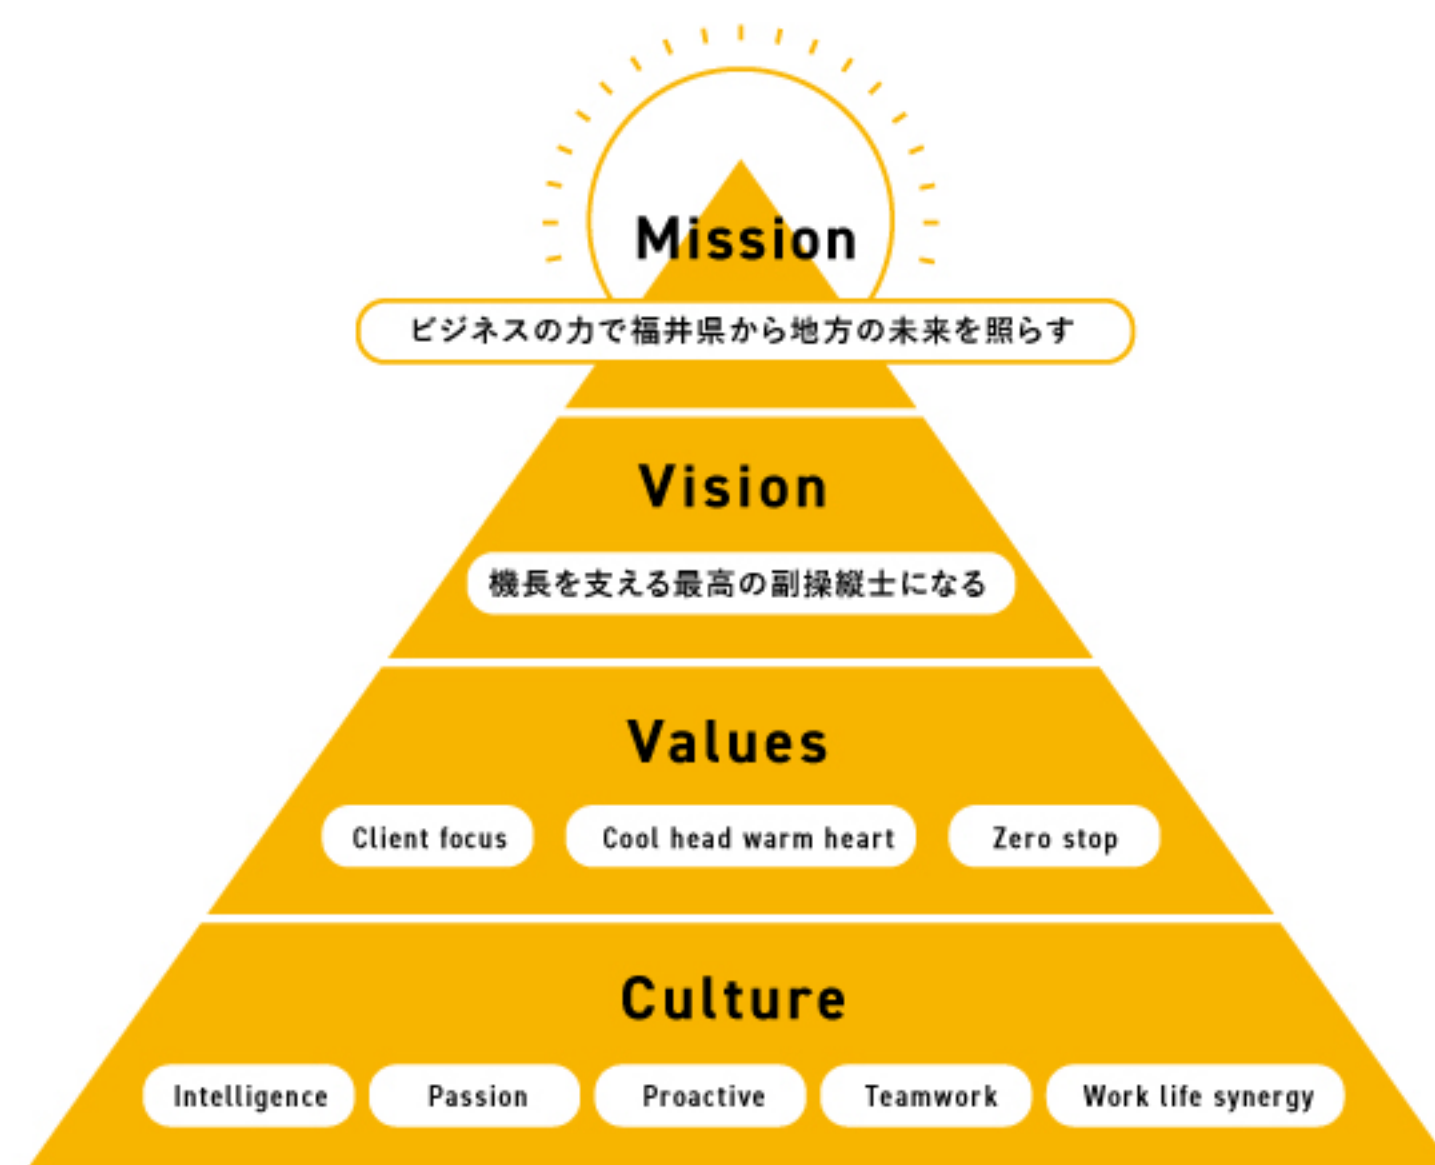 Mission
ビジネスの力で福井県から地方の未来を照らす
Vision
機長を支える最高の副操縦士になる
Values
Client focus
Cool head warm heart
Zero stop
Culture
Intelligence
Passion
Proactive
Teamwork
Work life synergy